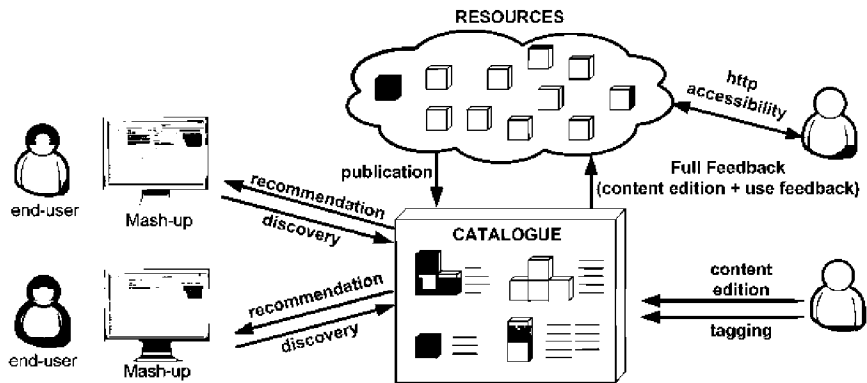 RESOURCES
http
accessibility
publication
Full Feedback
(content edition + use feedback)
end-user
Mash-up
recommendation
discovery
CATALOGUE
recommendation
discovery
end-user
Mash-up
content
edition
tagging